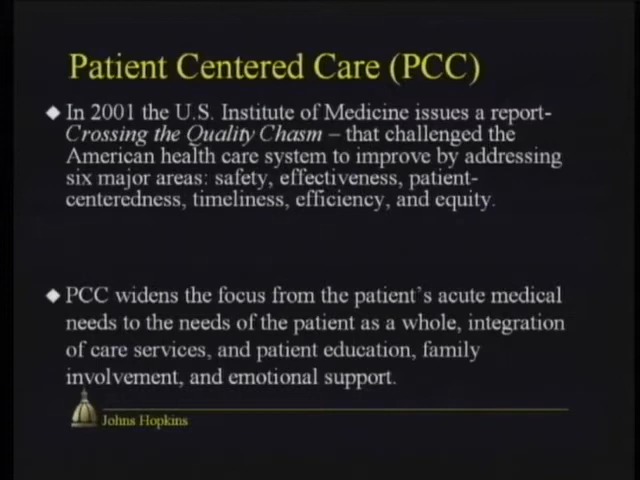 Patient Centered Care (PCC)
In 2001 the U.S. Institute of Medicine issues a report-
Crossing the Quality Chasm – that challenged the
American health care system to improve by addressing
six major areas: safety, effectiveness, patient-
centeredness, timeliness, efficiency, and equity.
PCC widens the focus from the patient's acute medical
needs to the needs of the patient as a whole, integration
of care services, and patient education, family
involvement, and emotional support.
Johns Hopkins